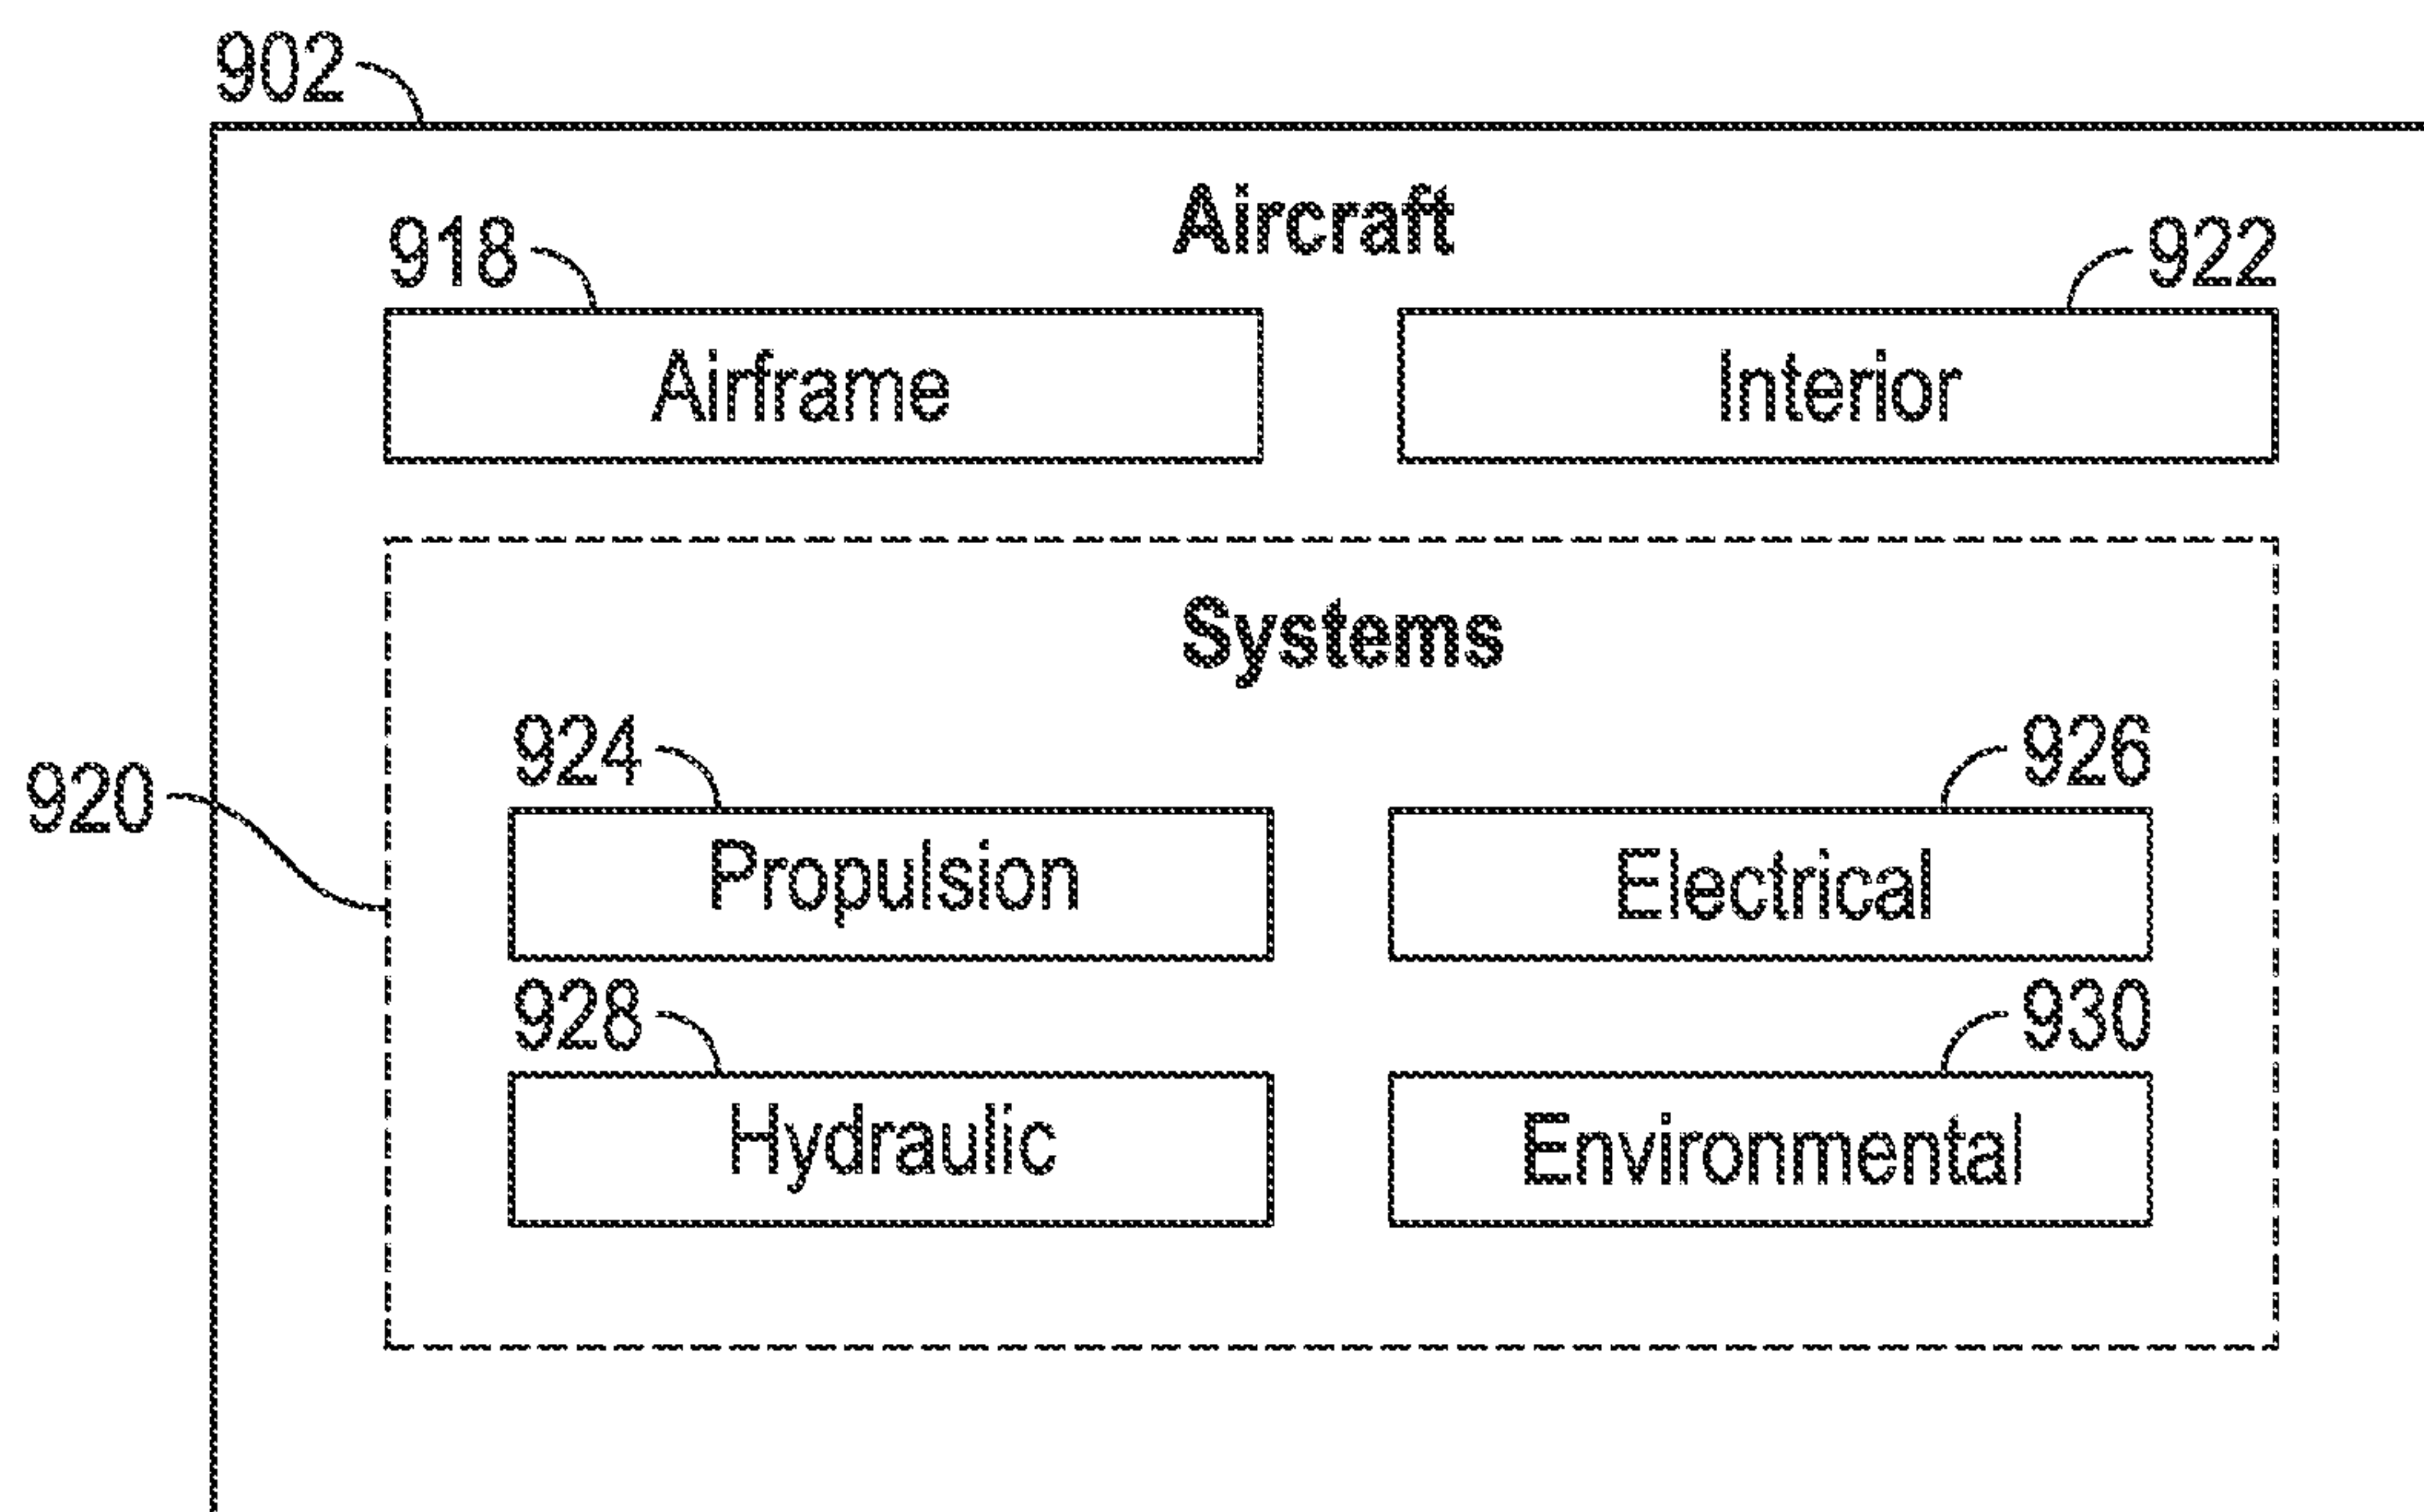 902
Aircraft
918
922
Airframe
Interior
Systems
924
926
920
Propulsion
Electrical
928
930
Hydraulic
Environmental